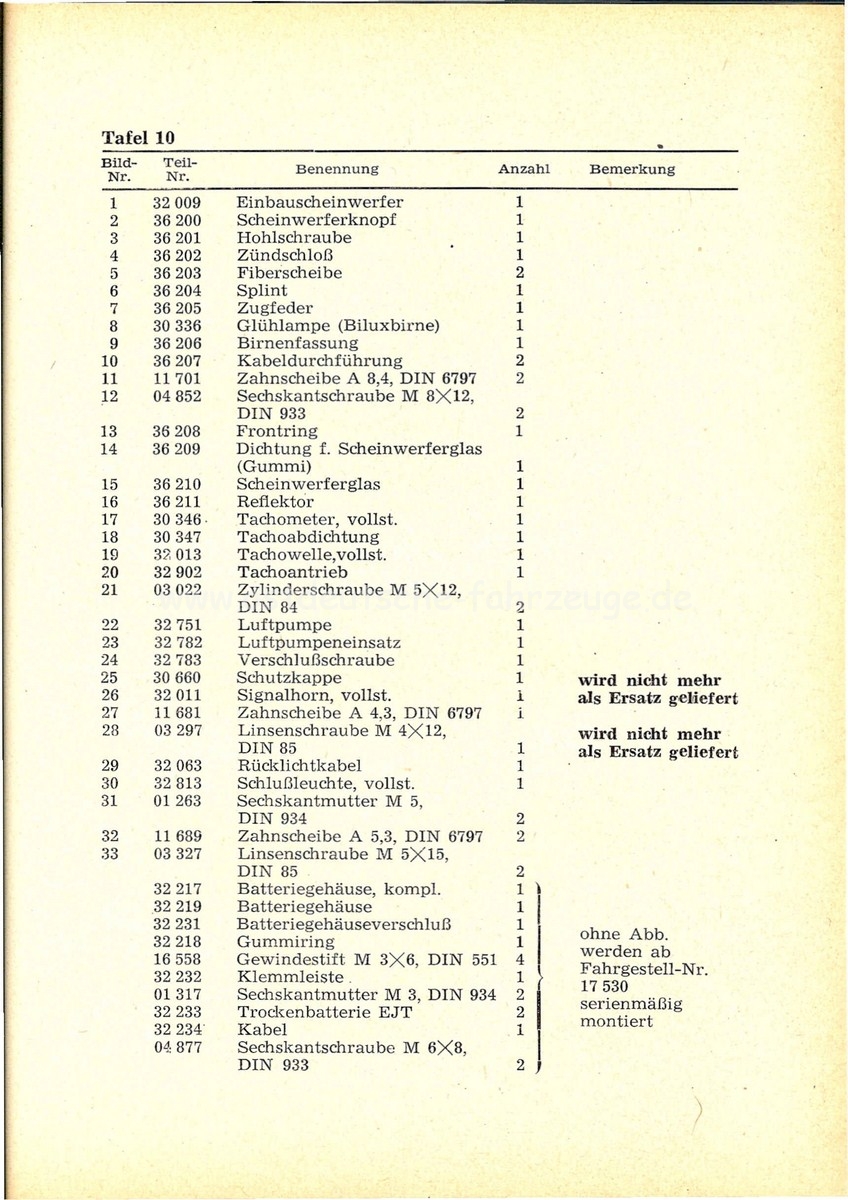 Tafel 10
Bild-Nr. Teil-Nr. Benennung Anzahl Bemerkung
1 32 009 Einbauscheinwerfer 1
2 36 200 Scheinwerferknopf 1
3 36 201 Hohlschraube 1
4 36 202 Zündschloß 1
5 36 203 Fiberscheibe 2
6 36 204 Splint 1
7 36 205 Zugfeder 1
8 30 336 Glühlampe (Biluxbirne) 1
9 36 206 Birnenfassung 1
10 36 207 Kabeldurchführung 2
11 11 701 Zahnscheibe A 8,4, DIN 6797 2
12 04 852 Sechskantschraube M 8×12,
DIN 933 2
13 36 208 Frontring 1
14 36 209 Dichtung f. Scheinwerferglas
(Gummi) 1
15 36 210 Scheinwerferglas 1
16 36 211 Reflektor 1
17 30 346 Tachometer, vollst. 1
18 30 347 Tachoabdichtung 1
19 32 013 Tachowelle,vollst. 1
20 32 902 Tachoantrieb 1
21 03 022 Zylinderschraube M 5×12,
DIN 84 2
22 32 751 Luftpumpe 1
23 32 782 Luftpumpeneinsatz 1
24 32 783 Verschlußschraube 1
25 30 660 Schutzkappe 1 wird nicht mehr
26 32 011 Signalhorn, vollst. 1 als Ersatz geliefert
27 11 681 Zahnscheibe A 4,3, DIN 6797 1
28 03 297 Linsenschraube M 4×12, wird nicht mehr
DIN 85 1 als Ersatz geliefert
29 32 063 Rücklichtkabel 1
30 32 813 Schlußleuchte, vollst. 1
31 01 263 Sechskantmutter M 5,
DIN 934 2
32 11 689 Zahnscheibe A 5,3, DIN 6797 2
33 03 327 Linsenschraube M 5×15,
DIN 85 2
32 217 Batteriegehäuse, kompl. 1
32 219 Batteriegehäuse 1
32 231 Batteriegehäuseverschluß 1
32 218 Gummiring 1
16 558 Gewindestift M 3×6, DIN 551 4
32 232 Klemmleiste 1
01 317 Sechskantmutter M 3, DIN 934 2
32 233 Trockenbatterie EJT 2
32 234 Kabel 1
04 877 Sechskantschraube M 6×8,
DIN 933 2
ohne Abb.
werden ab
Fahrgestell-Nr.
17 530
serienmäßig
montiert